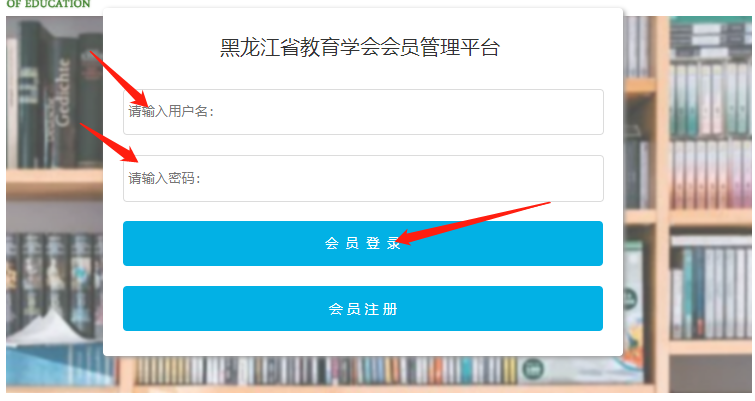 OF EDUCATION
黑龙江省教育学会会员管理平台
Gedichte
请输入用户名:
请输入密码:
会员登录
会员注册